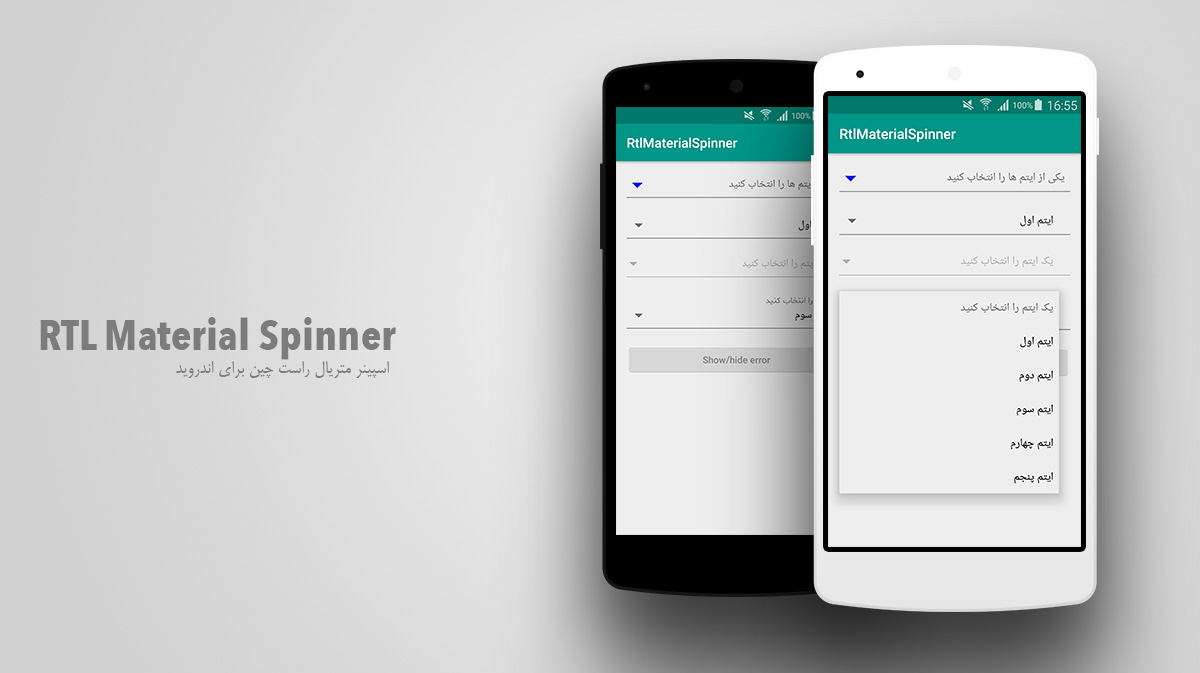 RTL Material Spinner
اسپینر متریال راست چین برای اندروید
100%
RtlMaterialSpinner
ایتم ها را انتخاب کنید
اول
ایتم را انتخاب کنید
را انتخاب کنید
سوم
Show/hide error
100% 16:55
RtlMaterialSpinner
یکی از ایتم ها را انتخاب کنید
ایتم اول
یک ایتم را انتخاب کنید
یک ایتم را انتخاب کنید
ایتم اول
ایتم دوم
ایتم سوم
ایتم چهارم
ایتم پنجم